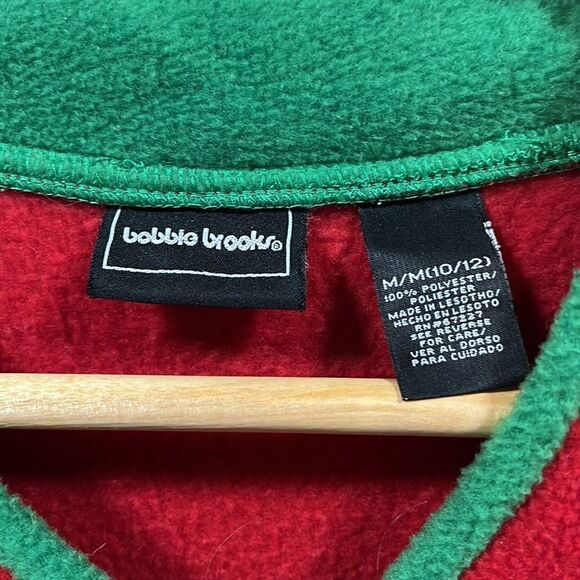 bobbie brooks®
M/M(10/12)
100% POLYESTER/
POLIESTER
MADE IN LESOTHO/
HECHO EN LESOTO
RN#67227
SEE REVERSE
FOR CARE/
VER AL DORSO
PARA CUIDADO